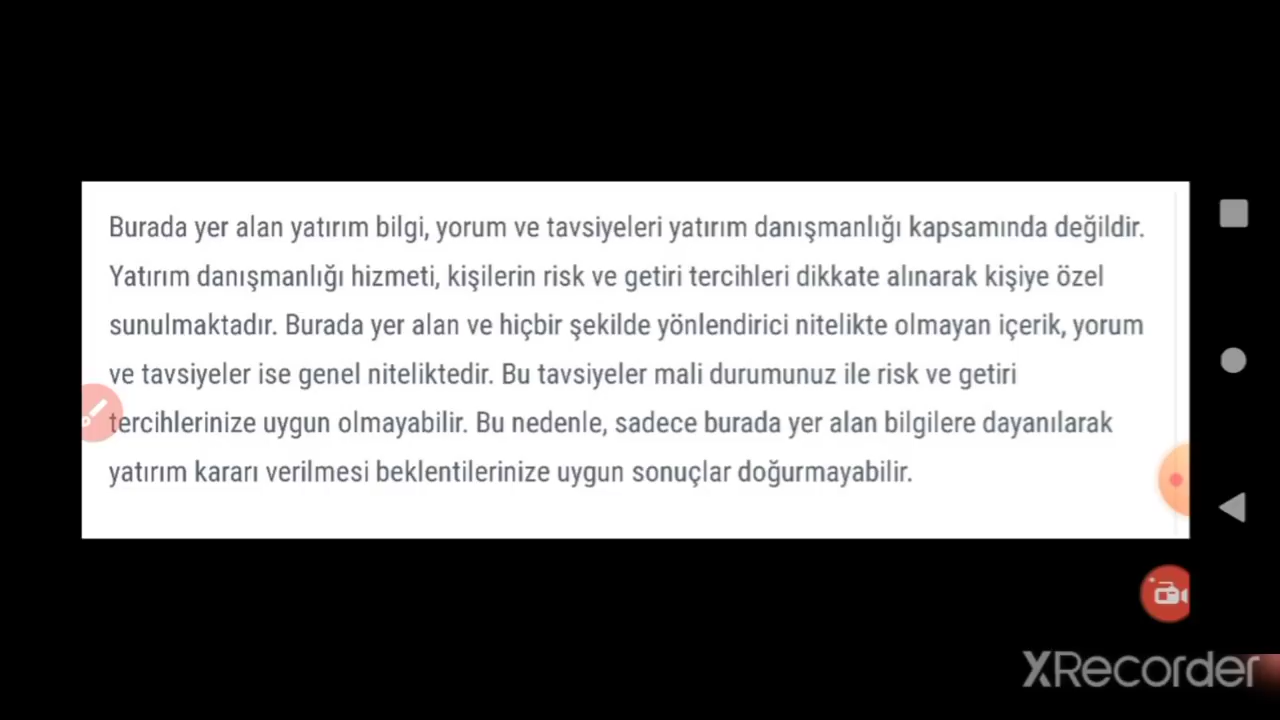 Burada yer alan yatırım bilgi, yorum ve tavsiyeleri yatırım danışmanlığı kapsamında değildir.
Yatırım danışmanlığı hizmeti, kişilerin risk ve getiri tercihleri dikkate alınarak kişiye özel
sunulmaktadır. Burada yer alan ve hiçbir şekilde yönlendirici nitelikte olmayan içerik, yorum
ve tavsiyeler ise genel niteliktedir. Bu tavsiyeler mali durumunuz ile risk ve getiri
tercihlerinize uygun olmayabilir. Bu nedenle, sadece burada yer alan bilgilere dayanılarak
yatırım kararı verilmesi beklentilerinize uygun sonuçlar doğurmayabilir.
XRecorder